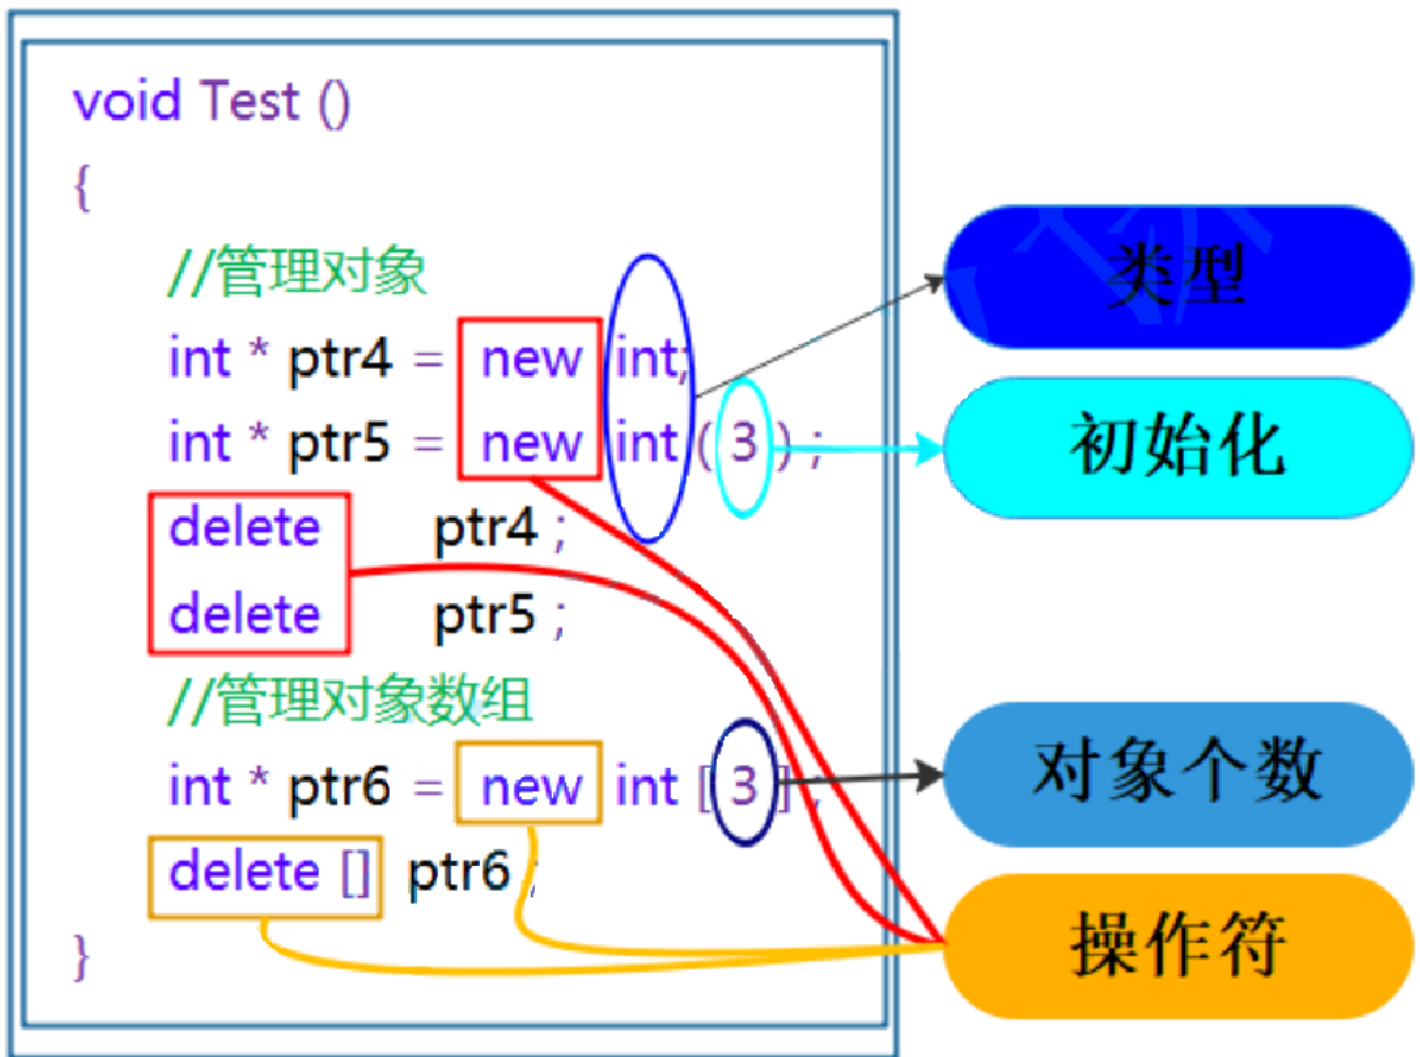 void Test ()
{
//管理对象
int * ptr4 = new int;
int * ptr5 = new int ( 3 ) ;
delete ptr4 ;
delete ptr5 ;
//管理对象数组
int * ptr6 = new int [ 3 ] ;
delete [] ptr6 ;
}
类型
初始化
对象个数
操作符